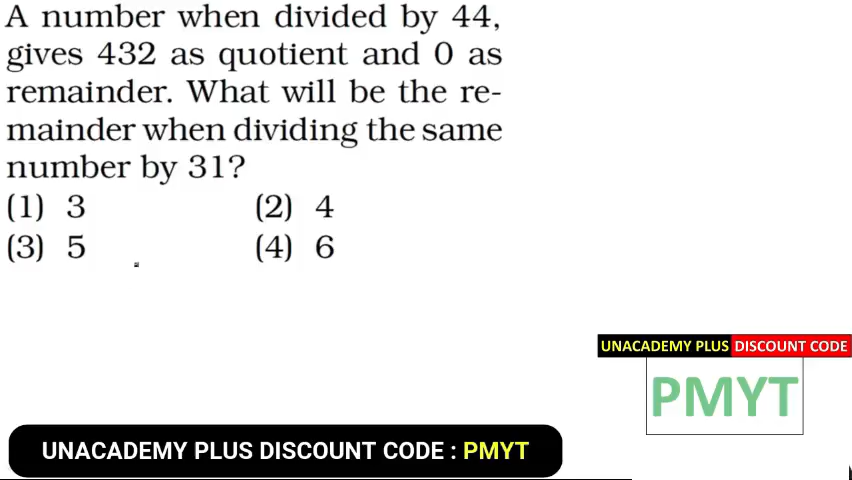 A number when divided by 44,
gives 432 as quotient and 0 as
remainder. What will be the re-
mainder when dividing the same
number by 31?
(1) 3 (2) 4
(3) 5 (4) 6
UNACADEMY PLUS DISCOUNT CODE
PMYT
UNACADEMY PLUS DISCOUNT CODE : PMYT